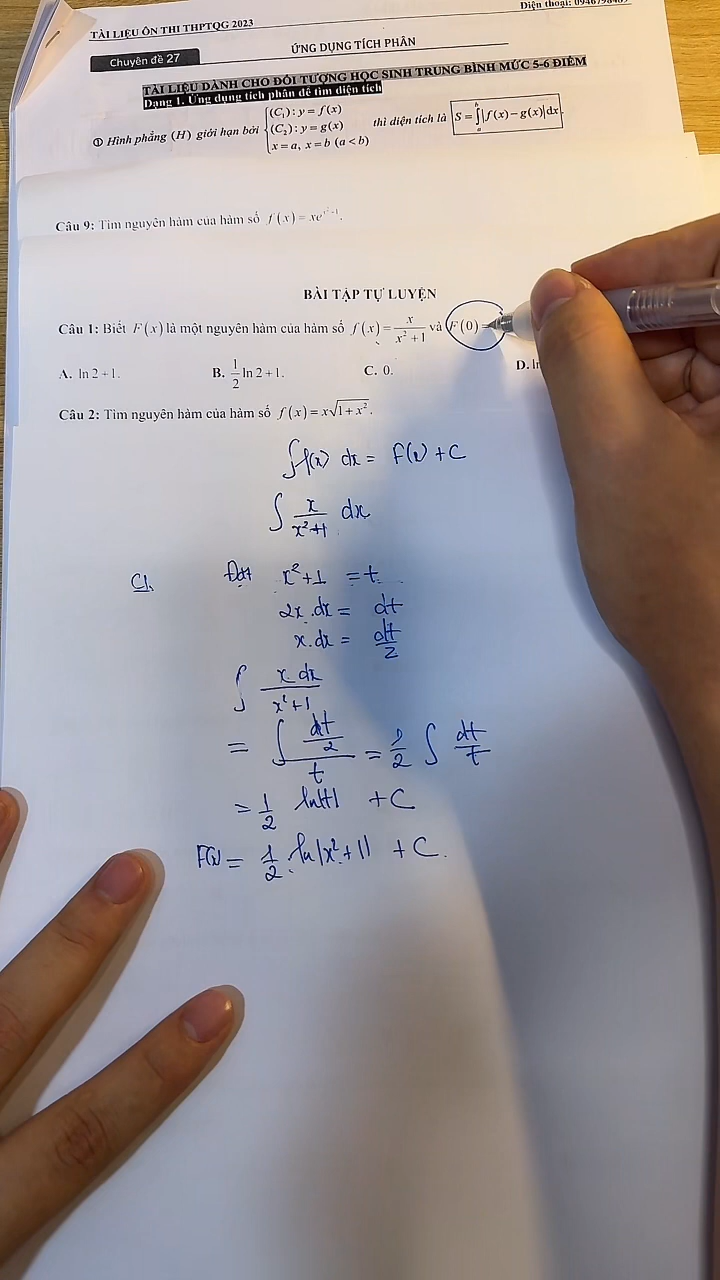 TÀI LIỆU ÔN THI THPTQG 2023
Điện thoại:
Chuyên đề 27
ỨNG DỤNG TÍCH PHÂN
TÀI LIỆU DÀNH CHO ĐỐI TƯỢNG HỌC SINH TRUNG BÌNH MỨC 5-6 ĐIỂM
Dạng 1. Ứng dụng tích phân để tìm diện tích
① Hình phẳng (H) giới hạn bởi { (C₁): y = f(x) (C₂): y = g(x) x = a, x = b (a < b) thì diện tích là S = ∫ₐᵇ |f(x) − g(x)|dx.
Câu 9: Tìm nguyên hàm của hàm số f(x) = xe^(x²+1).
BÀI TẬP TỰ LUYỆN
Câu 1: Biết F(x) là một nguyên hàm của hàm số f(x) = x/(x²+1) và F(0) =
A. ln 2 + 1. B. 1/2 ln 2 + 1. C. 0. D.
Câu 2: Tìm nguyên hàm của hàm số f(x) = x√(1+x²).
∫f(x) dx = F(x) + C
∫ x/(x²+1) dx
C1. Đặt x²+1 = t
2x.dx = dt
x.dx = dt/2
∫ x.dx/(x²+1)
= ∫ (dt/2)/t = 1/2 ∫ dt/t
= 1/2 ln|t| + C
F(x) = 1/2 . ln|x²+1| + C.